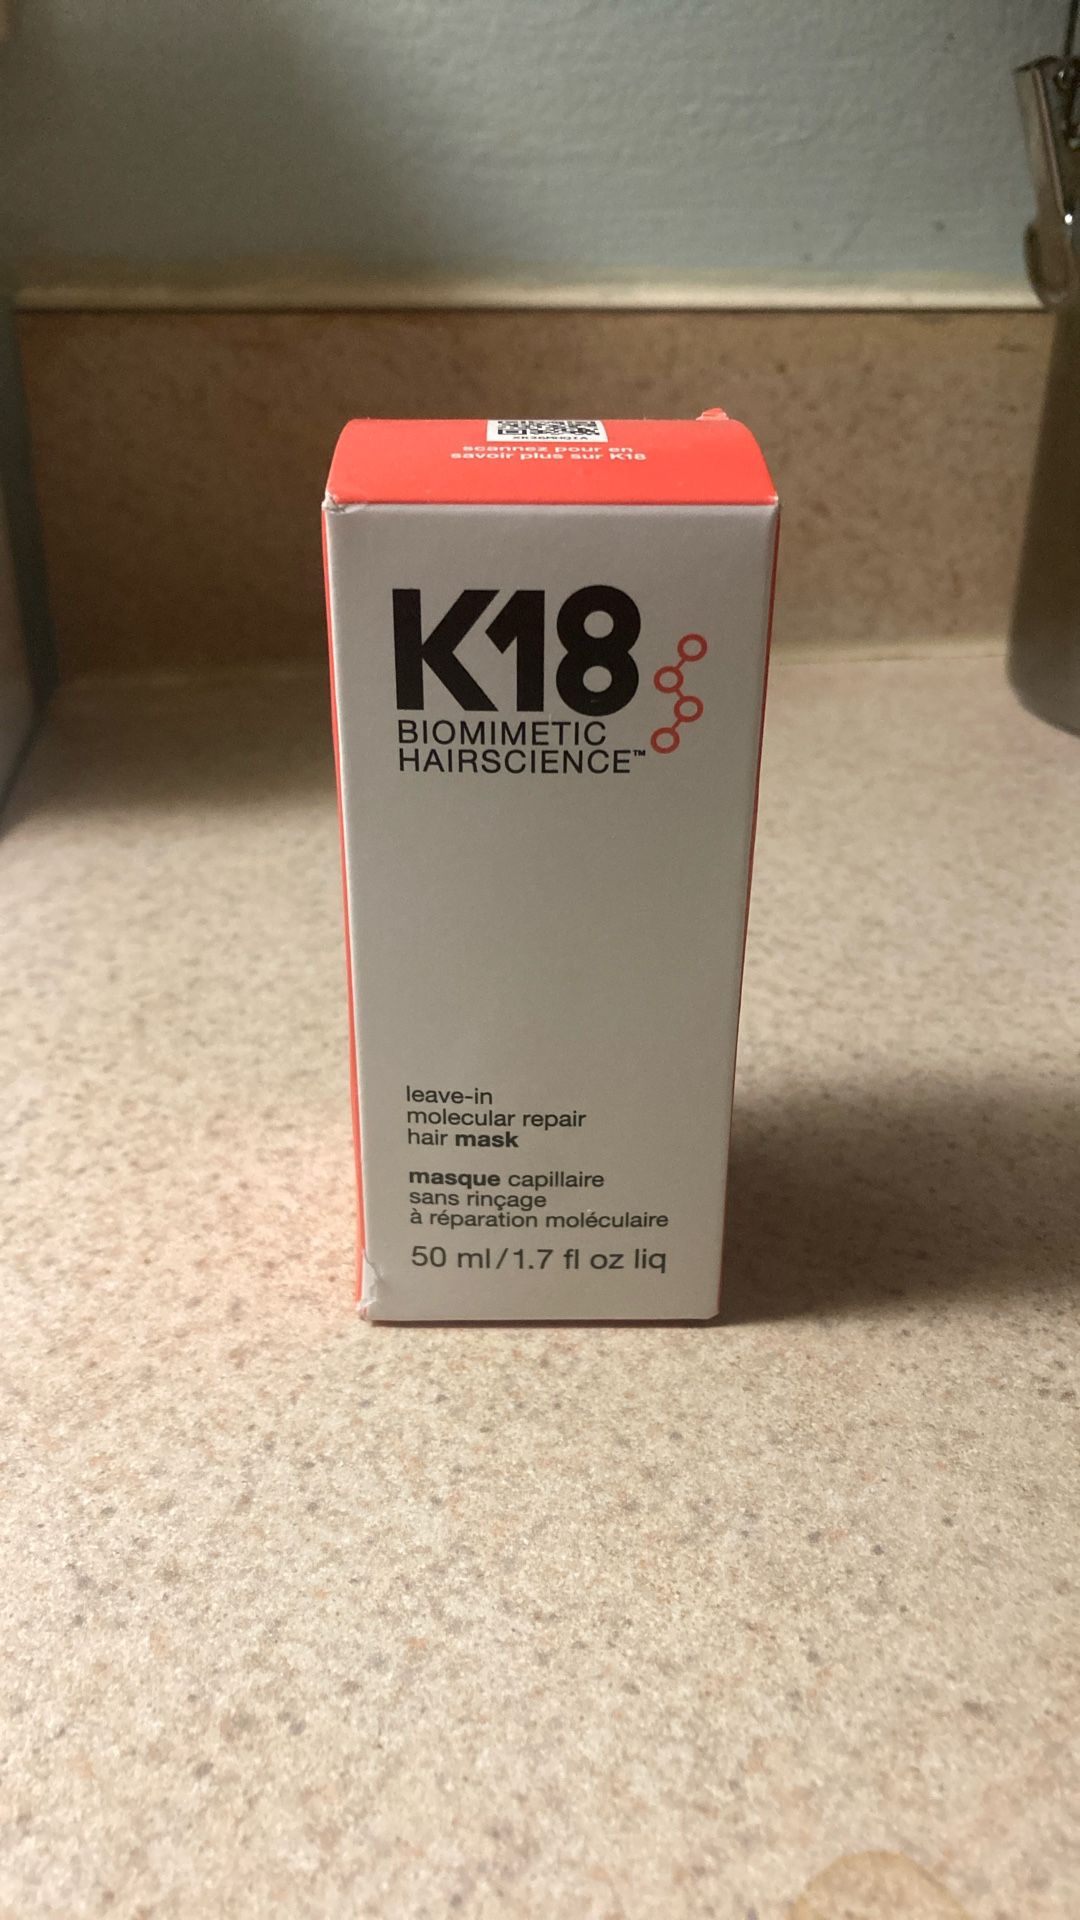 scannez pour en
savoir plus sur K18
K18
BIOMIMETIC
HAIRSCIENCE™
leave-in
molecular repair
hair mask
masque capillaire
sans rinçage
à réparation moléculaire
50 ml/1.7 fl oz liq